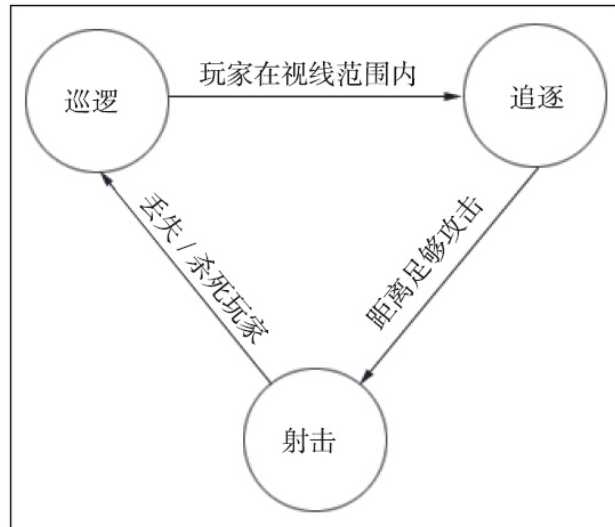 巡逻
玩家在视线范围内
追逐
丢失 / 杀死玩家
距离足够攻击
射击